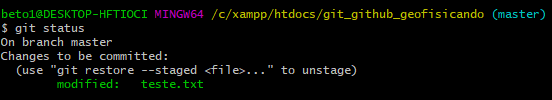 beto1@DESKTOP-HFTIOCI MINGW64 /c/xampp/htdocs/git_github_geofisicando (master)
$ git status
On branch master
Changes to be committed:
  (use "git restore --staged <file>..." to unstage)
        modified:   teste.txt